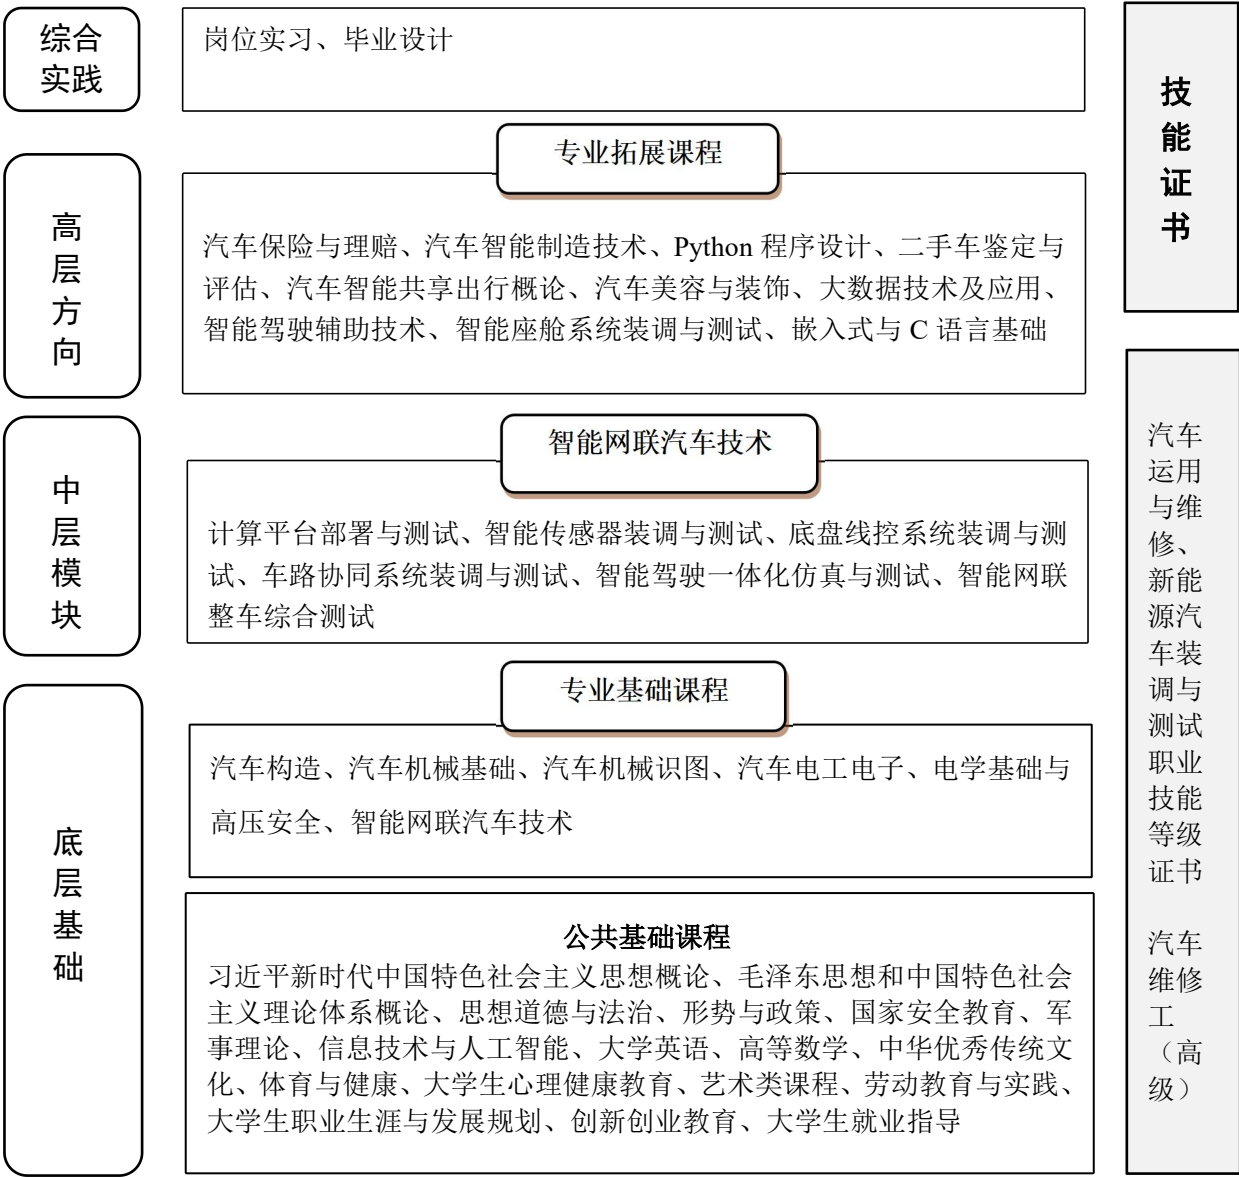 综合
实践
岗位实习、毕业设计
专业拓展课程
高
层
方
向
汽车保险与理赔、汽车智能制造技术、Python 程序设计、二手车鉴定与
评估、汽车智能共享出行概论、汽车美容与装饰、大数据技术及应用、
智能驾驶辅助技术、智能座舱系统装调与测试、嵌入式与 C 语言基础
智能网联汽车技术
中
层
模
块
计算平台部署与测试、智能传感器装调与测试、底盘线控系统装调与测
试、车路协同系统装调与测试、智能驾驶一体化仿真与测试、智能网联
整车综合测试
专业基础课程
底
层
基
础
汽车构造、汽车机械基础、汽车机械识图、汽车电工电子、电学基础与
高压安全、智能网联汽车技术
公共基础课程
习近平新时代中国特色社会主义思想概论、毛泽东思想和中国特色社会
主义理论体系概论、思想道德与法治、形势与政策、国家安全教育、军
事理论、信息技术与人工智能、大学英语、高等数学、中华优秀传统文
化、体育与健康、大学生心理健康教育、艺术类课程、劳动教育与实践、
大学生职业生涯与发展规划、创新创业教育、大学生就业指导
技
能
证
书
汽车
运用
与维
修、
新能
源汽
车装
调与
测试
职业
技能
等级
证书
汽车
维修
工
（高
级）